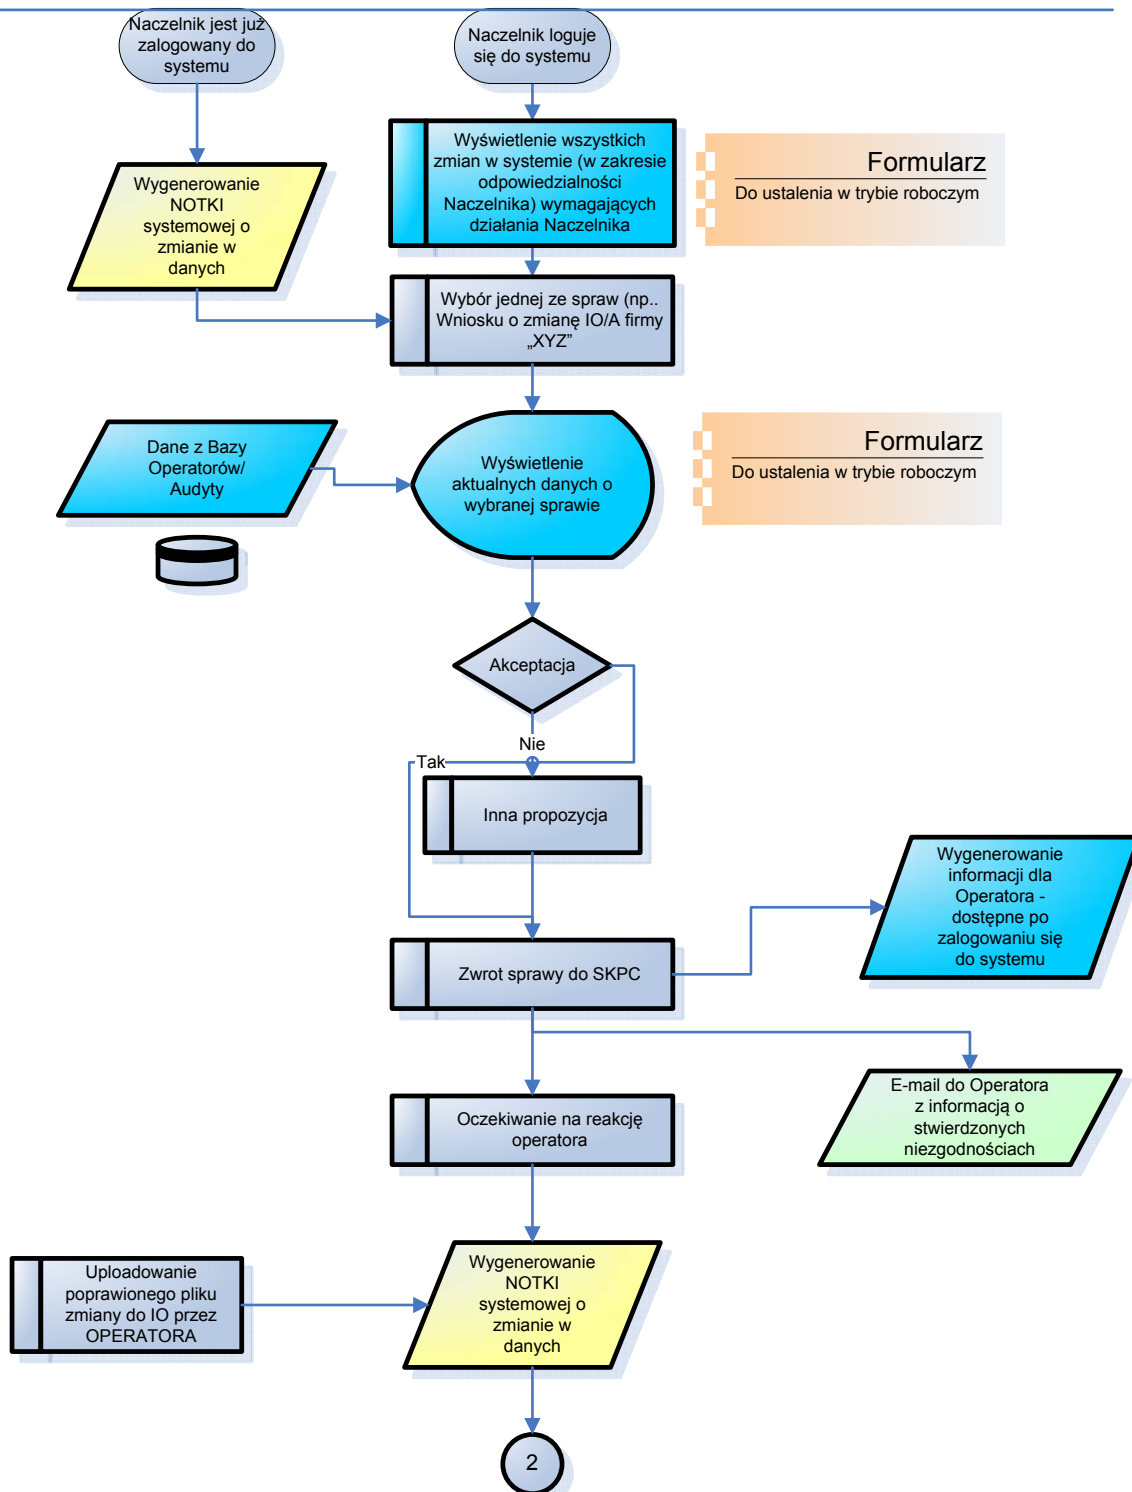 Naczelnik jest już
zalogowany do
systemu
Naczelnik loguje
się do systemu
Wyświetlenie wszystkich
zmian w systemie (w zakresie
odpowiedzialności
Naczelnika) wymagających
działania Naczelnika
Formularz
Do ustalenia w trybie roboczym
Wygenerowanie
NOTKI
systemowej o
zmianie w
danych
Wybór jednej ze spraw (np..
Wniosku o zmianę IO/A firmy
„XYZ”
Dane z Bazy
Operatorów/
Audyty
Wyświetlenie
aktualnych danych o
wybranej sprawie
Formularz
Do ustalenia w trybie roboczym
Akceptacja
Nie
Tak
Inna propozycja
Wygenerowanie
informacji dla
Operatora -
dostępne po
zalogowaniu się
do systemu
Zwrot sprawy do SKPC
E-mail do Operatora
z informacją o
stwierdzonych
niezgodnościach
Oczekiwanie na reakcję
operatora
Uploadowanie
poprawionego pliku
zmiany do IO przez
OPERATORA
Wygenerowanie
NOTKI
systemowej o
zmianie w
danych
2